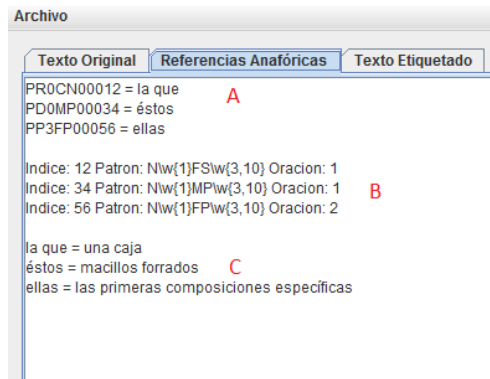 Archivo
Texto Original Referencias Anafóricas Texto Etiquetado
PR0CN00012 = la que
A
PD0MP00034 = éstos
PP3FP00056 = ellas
Indice: 12 Patron: N\w{1}FS\w{3,10} Oracion: 1
Indice: 34 Patron: N\w{1}MP\w{3,10} Oracion: 1
B
Indice: 56 Patron: N\w{1}FP\w{3,10} Oracion: 2
la que = una caja
éstos = macillos forrados
C
ellas = las primeras composiciones específicas